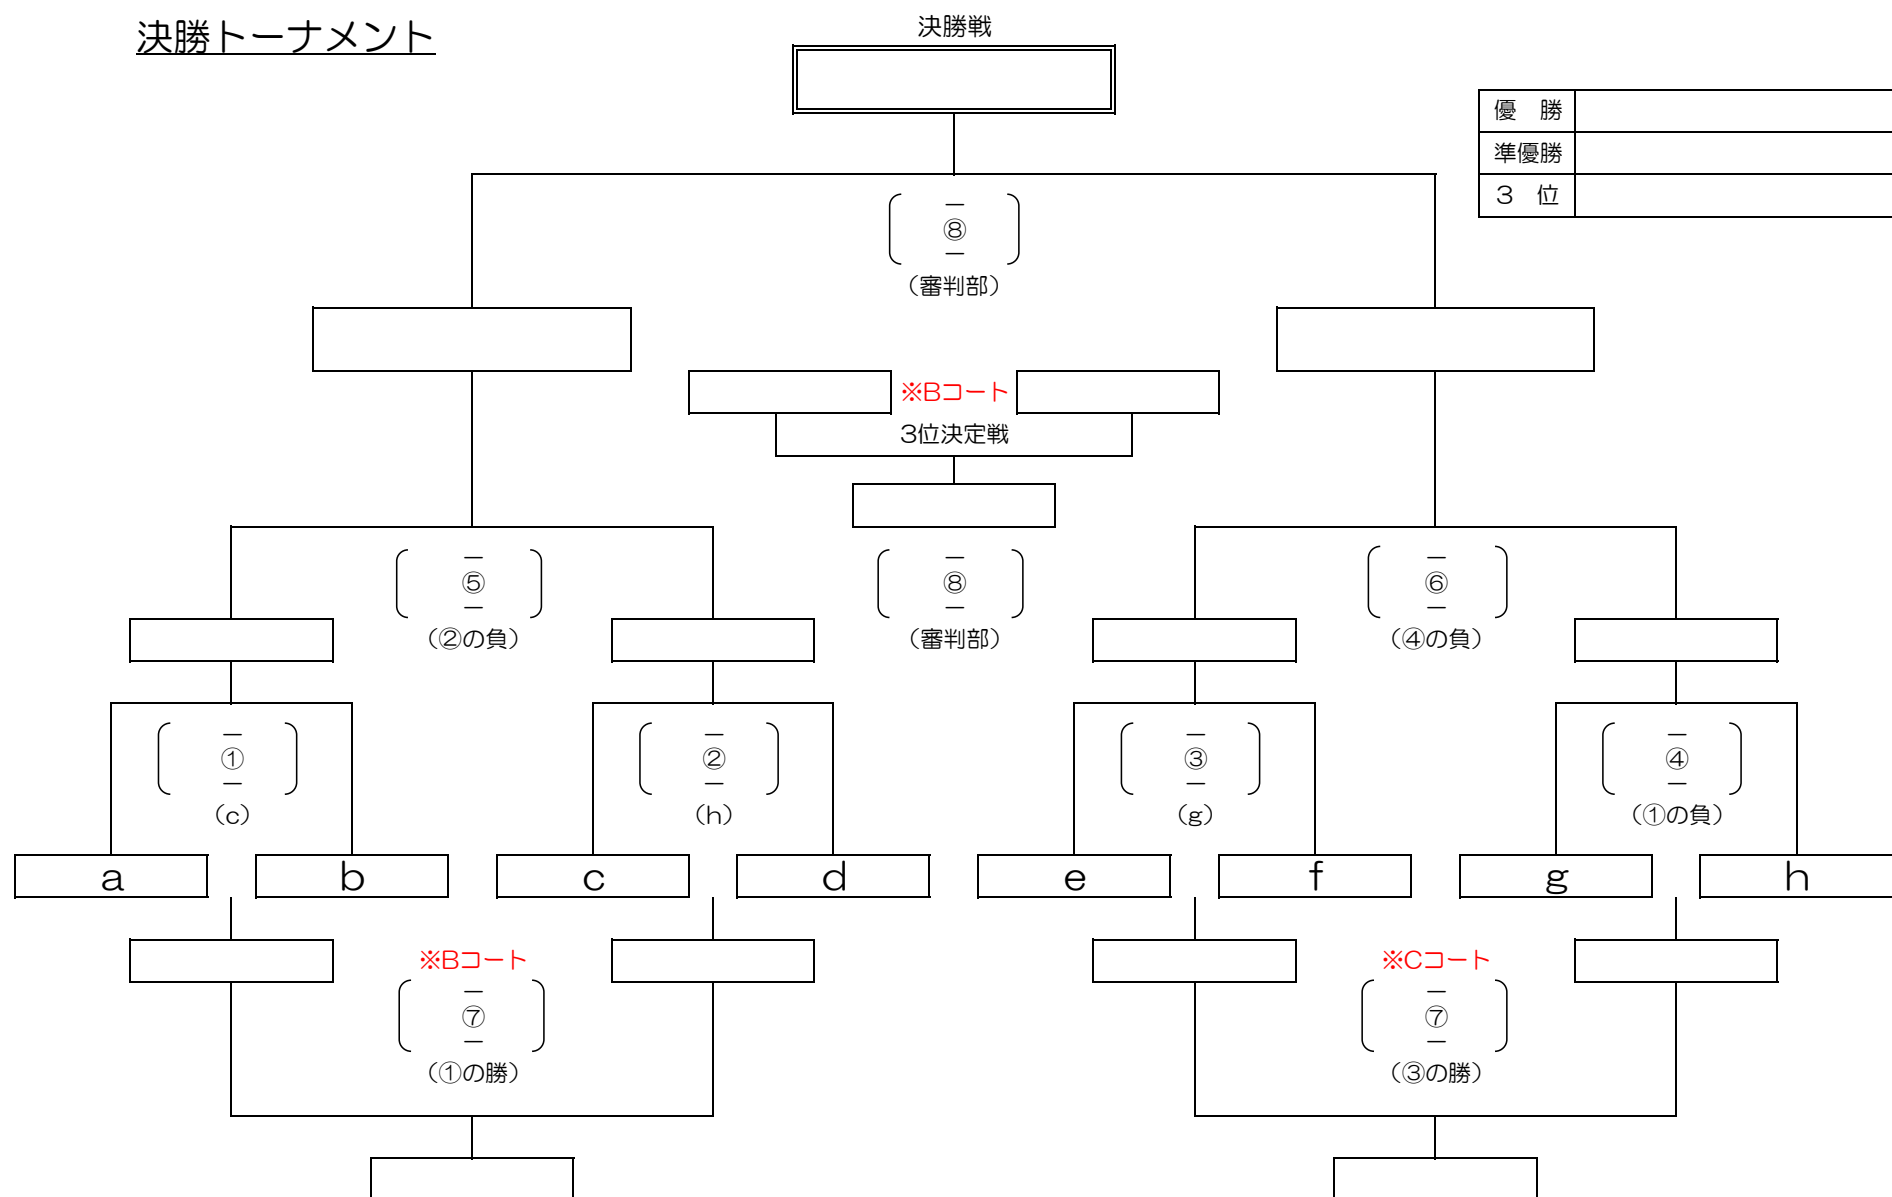 決勝トーナメント
決勝戦
優　勝
準優勝
３　位
－
⑧
－
（審判部）
※Bコート
3位決定戦
－
⑤
－
（②の負）
－
⑧
－
（審判部）
－
⑥
－
（④の負）
－
①
－
（c）
－
②
－
（h）
－
③
－
（g）
－
④
－
（①の負）
a
b
c
d
e
f
g
h
※Bコート
－
⑦
－
（①の勝）
※Cコート
－
⑦
－
（③の勝）